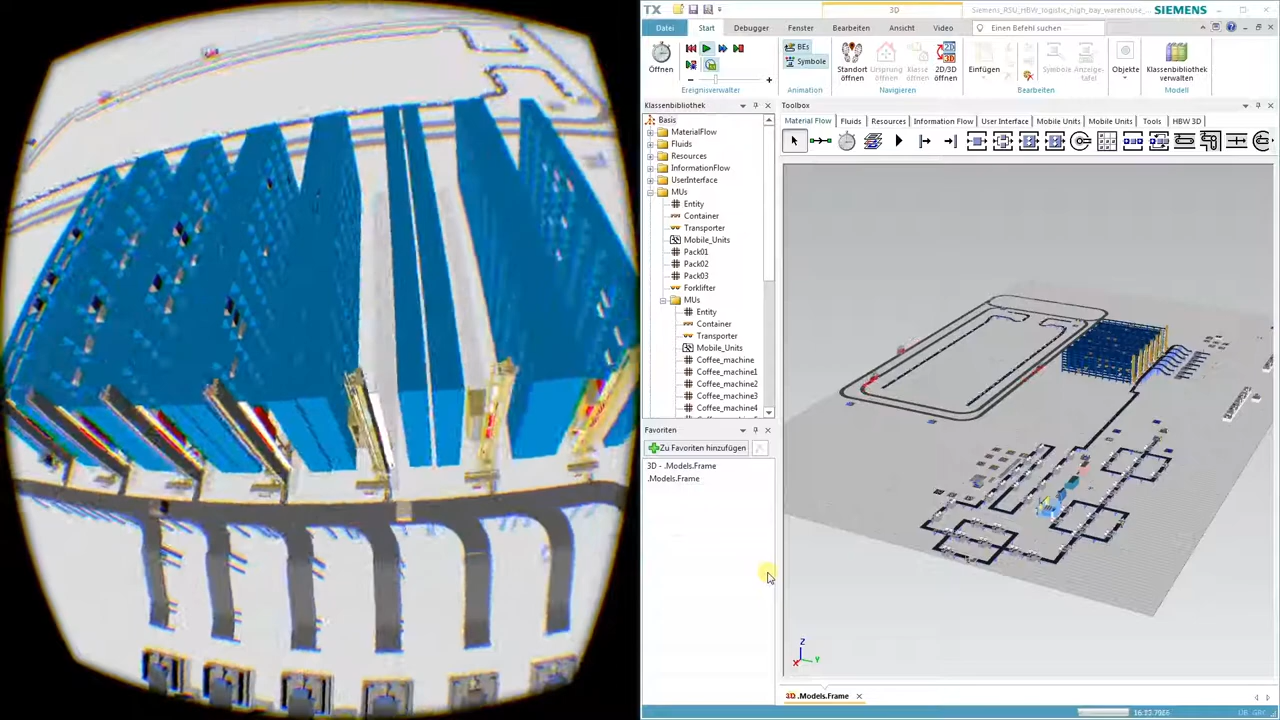 TX
3D
Siemens_RSU_HBW_logistic_high_bay_warehouse_...
SIEMENS
Datei
Start
Debugger
Fenster
Bearbeiten
Ansicht
Video
Einen Befehl suchen
Öffnen
Ereignisverwalter
BEs
Symbole
Animation
Standort öffnen
Ursprung öffnen
Klasse öffnen
2D/3D öffnen
Navigieren
Einfügen
Bearbeiten
Symbole
Anzeige-
tafel
Objekte
Klassenbibliothek
verwalten
Modell
Klassenbibliothek
Basis
MaterialFlow
Fluids
Resources
InformationFlow
UserInterface
MUs
Entity
Container
Transporter
Mobile_Units
Pack01
Pack02
Pack03
Forklifter
MUs
Entity
Container
Transporter
Mobile_Units
Coffee_machine
Coffee_machine1
Coffee_machine2
Coffee_machine3
Coffee_machine4
Favoriten
Zu Favoriten hinzufügen
3D - .Models.Frame
.Models.Frame
Toolbox
Material Flow
Fluids
Resources
Information Flow
User Interface
Mobile Units
Mobile Units
Tools
HBW 3D
Z
X
Y
3D .Models.Frame